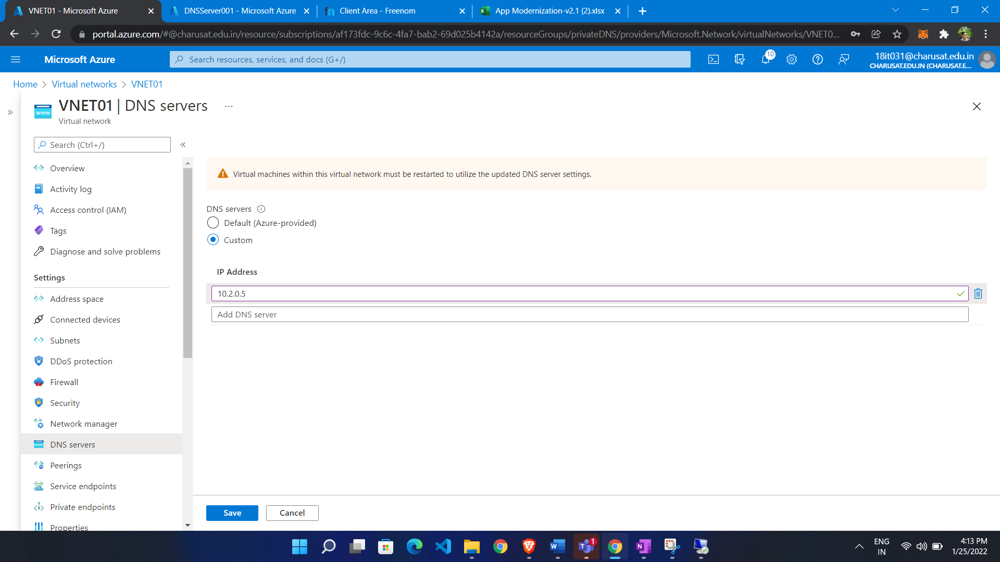 VNET01 - Microsoft Azure
DNSServer001 - Microsoft Azure
fn Client Area - Freenom
App Modernization-v2.1 (2).xlsx
portal.azure.com/#@charusat.edu.in/resource/subscriptions/af173fdc-9c6c-4fa7-bab2-69d025b4142a/resourceGroups/privateDNS/providers/Microsoft.Network/virtualNetworks/VNET0...
Microsoft Azure
Search resources, services, and docs (G+/)
10
18it031@charusat.edu.in
CHARUSAT.EDU.IN (CHARUSAT.E...
Home > Virtual networks > VNET01
www
VNET01 | DNS servers ...
Virtual network
Search (Ctrl+/)
Overview
Activity log
Access control (IAM)
Tags
Diagnose and solve problems
Settings
Address space
Connected devices
Subnets
DDoS protection
Firewall
Security
Network manager
DNS servers
Peerings
Service endpoints
Private endpoints
Properties
Virtual machines within this virtual network must be restarted to utilize the updated DNS server settings.
DNS servers
Default (Azure-provided)
Custom
IP Address
10.2.0.5
Add DNS server
Save
Cancel
1
ENG
IN
4:13 PM
1/25/2022